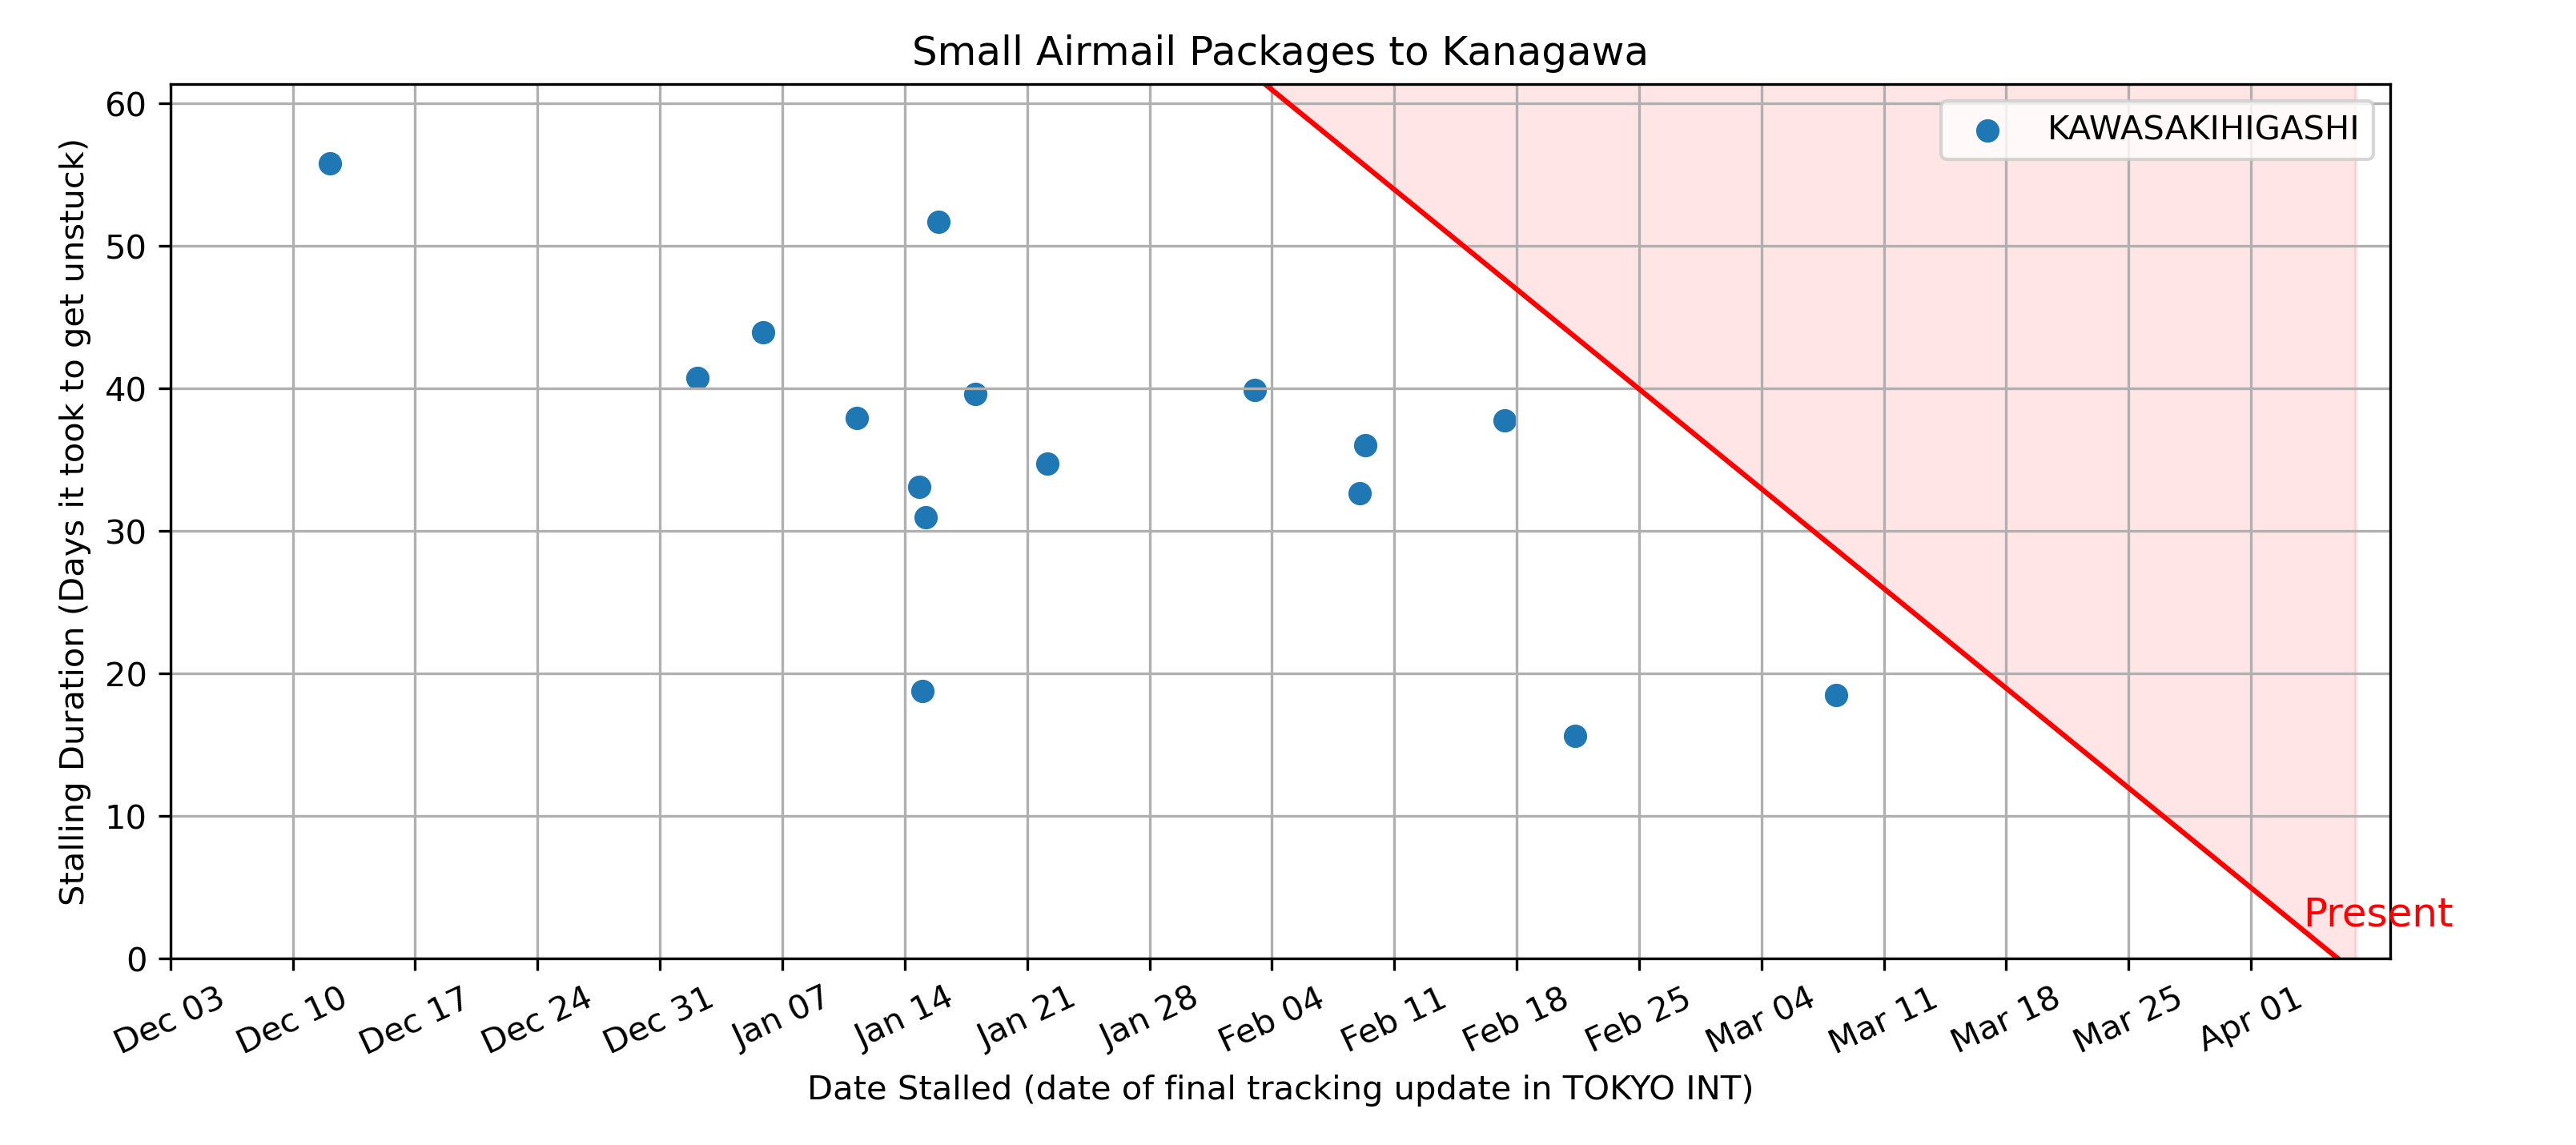 Small Airmail Packages to Kanagawa
KAWASAKIHIGASHI
Stalling Duration (Days it took to get unstuck)
60
50
40
30
20
10
0
Present
Dec 03
Dec 10
Dec 17
Dec 24
Dec 31
Jan 07
Jan 14
Jan 21
Jan 28
Feb 04
Feb 11
Feb 18
Feb 25
Mar 04
Mar 11
Mar 18
Mar 25
Apr 01
Date Stalled (date of final tracking update in TOKYO INT)